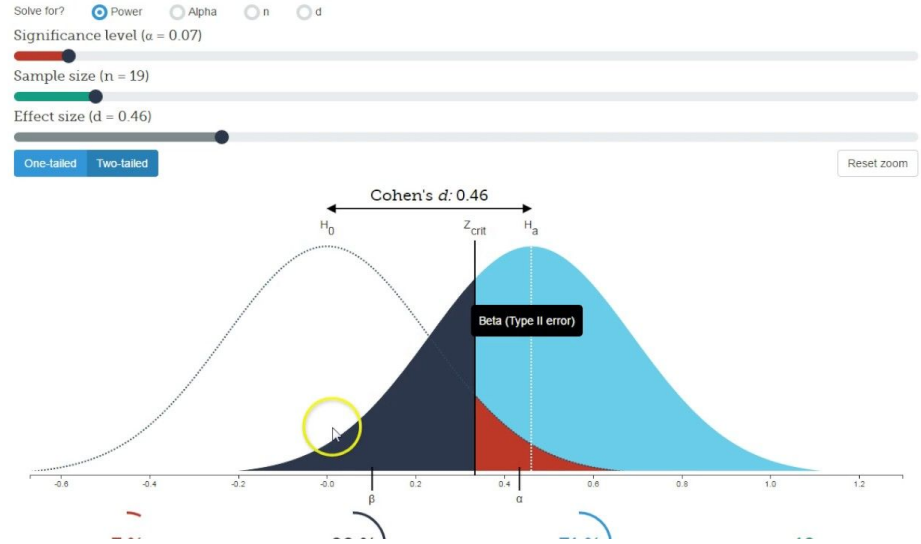 Solve for? Power Alpha n d
Significance level (α = 0.07)
Sample size (n = 19)
Effect size (d = 0.46)
One-tailed Two-tailed Reset zoom
Cohen's d: 0.46
H0 Zcrit Ha
Beta (Type II error)
-0.6 -0.4 -0.2 -0.0 0.2 0.4 0.6 0.8 1.0 1.2
β α